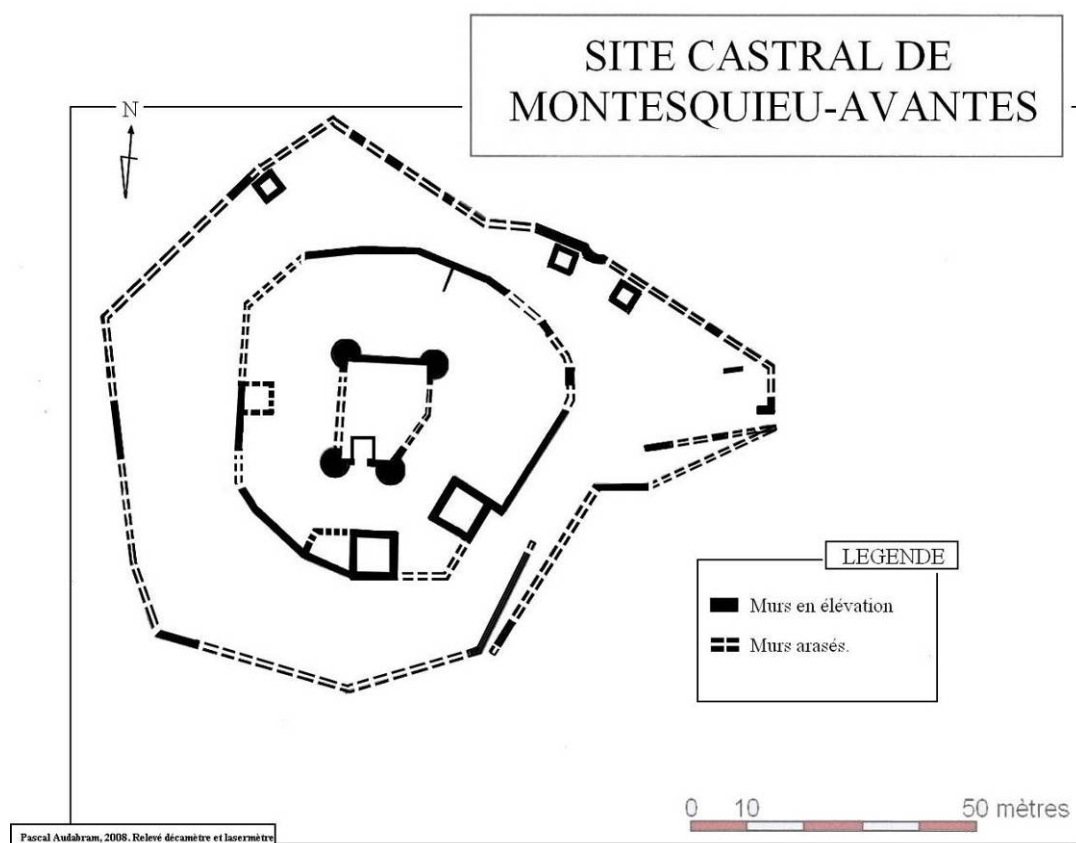 SITE CASTRAL DE
MONTESQUIEU-AVANTES
N
LEGENDE
Murs en élévation
Murs arasés.
0 10 50 mètres
Pascal Audabram, 2008. Relevé décamètre et lasermètre